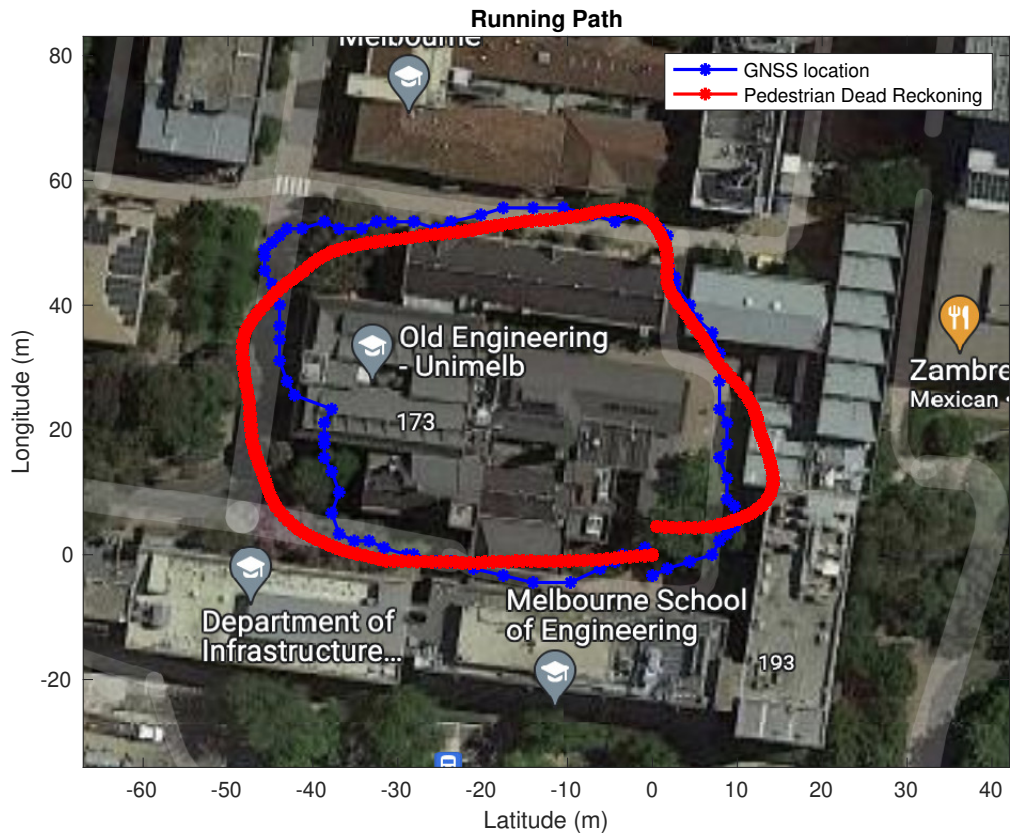 Running Path
GNSS location
Pedestrian Dead Reckoning
Melbourne
Old Engineering
- Unimelb
173
Zambre
Mexican
Department of
Infrastructure...
Melbourne School
of Engineering
193
Longitude (m)
80
60
40
20
0
-20
-60
-50
-40
-30
-20
-10
0
10
20
30
40
Latitude (m)